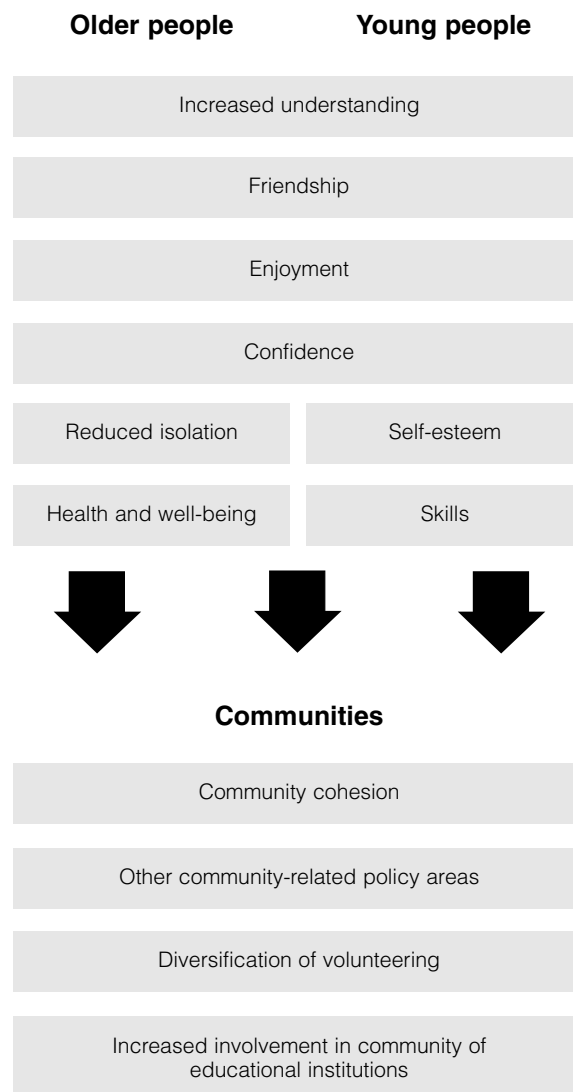 Older people
Young people
Increased understanding
Friendship
Enjoyment
Confidence
Reduced isolation
Self-esteem
Health and well-being
Skills
Communities
Community cohesion
Other community-related policy areas
Diversification of volunteering
Increased involvement in community of
educational institutions